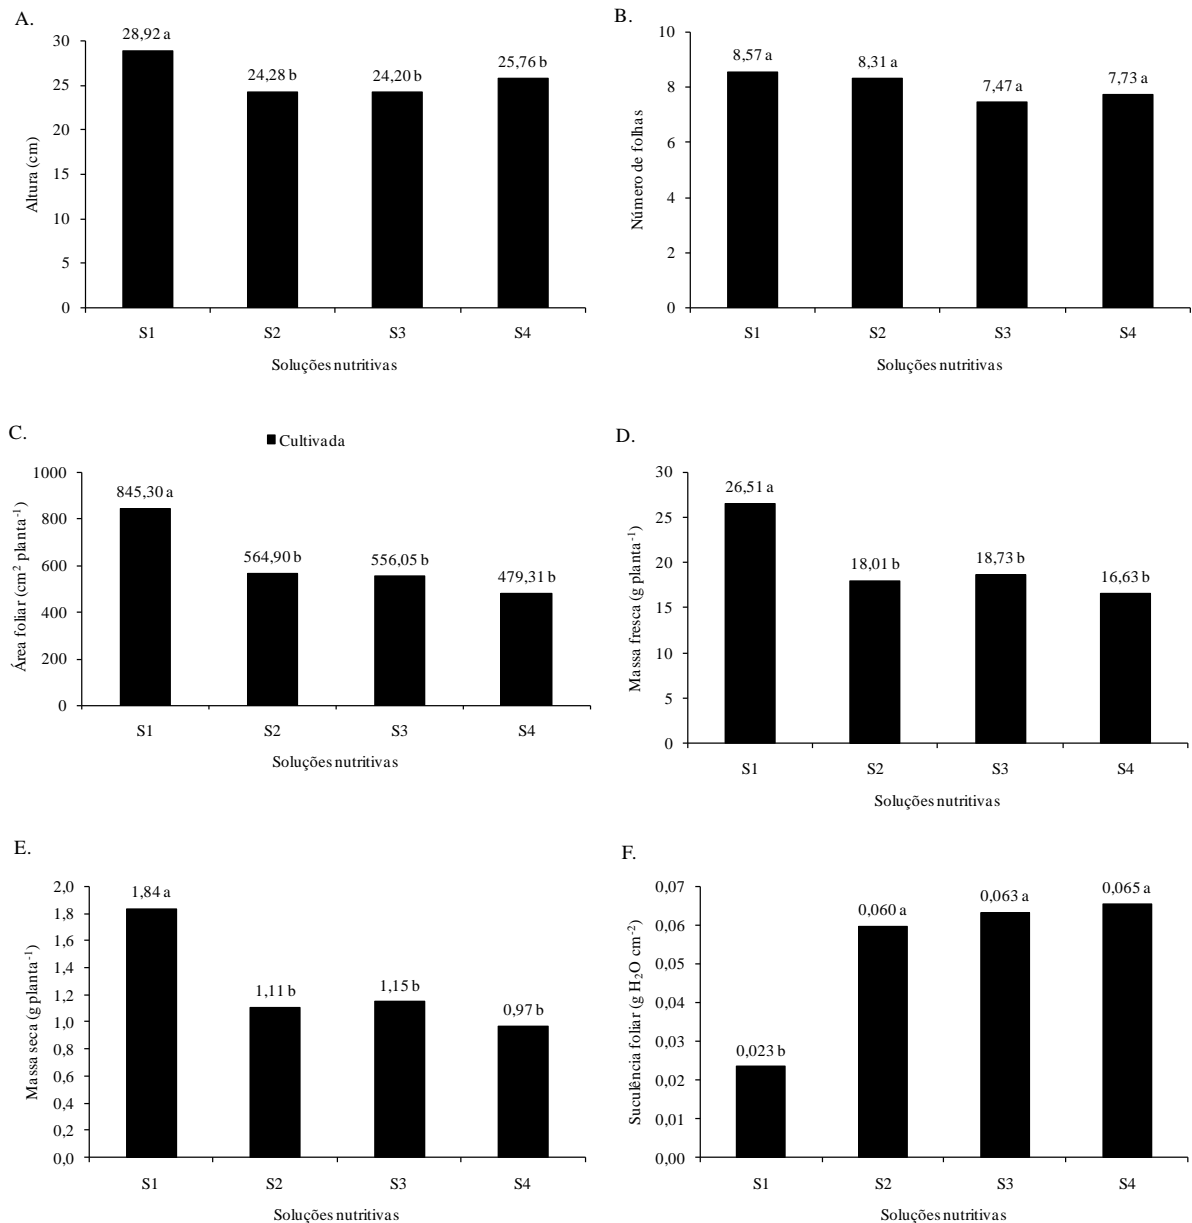 A.
Altura (cm)
30
25
20
15
10
5
0
28,92 a
24,28 b
24,20 b
25,76 b
S1
S2
S3
S4
Soluções nutritivas
B.
Número de folhas
10
8
6
4
2
0
8,57 a
8,31 a
7,47 a
7,73 a
S1
S2
S3
S4
Soluções nutritivas
C.
Cultivada
Área foliar (cm² planta⁻¹)
1000
800
600
400
200
0
845,30 a
564,90 b
556,05 b
479,31 b
S1
S2
S3
S4
Soluções nutritivas
D.
Massa fresca (g planta⁻¹)
30
25
20
15
10
5
0
26,51 a
18,01 b
18,73 b
16,63 b
S1
S2
S3
S4
Soluções nutritivas
E.
Massa seca (g planta⁻¹)
2,0
1,8
1,6
1,4
1,2
1,0
0,8
0,6
0,4
0,2
0,0
1,84 a
1,11 b
1,15 b
0,97 b
S1
S2
S3
S4
Soluções nutritivas
F.
Suculência foliar (g H₂O cm⁻²)
0,07
0,06
0,05
0,04
0,03
0,02
0,01
0,00
0,023 b
0,060 a
0,063 a
0,065 a
S1
S2
S3
S4
Soluções nutritivas